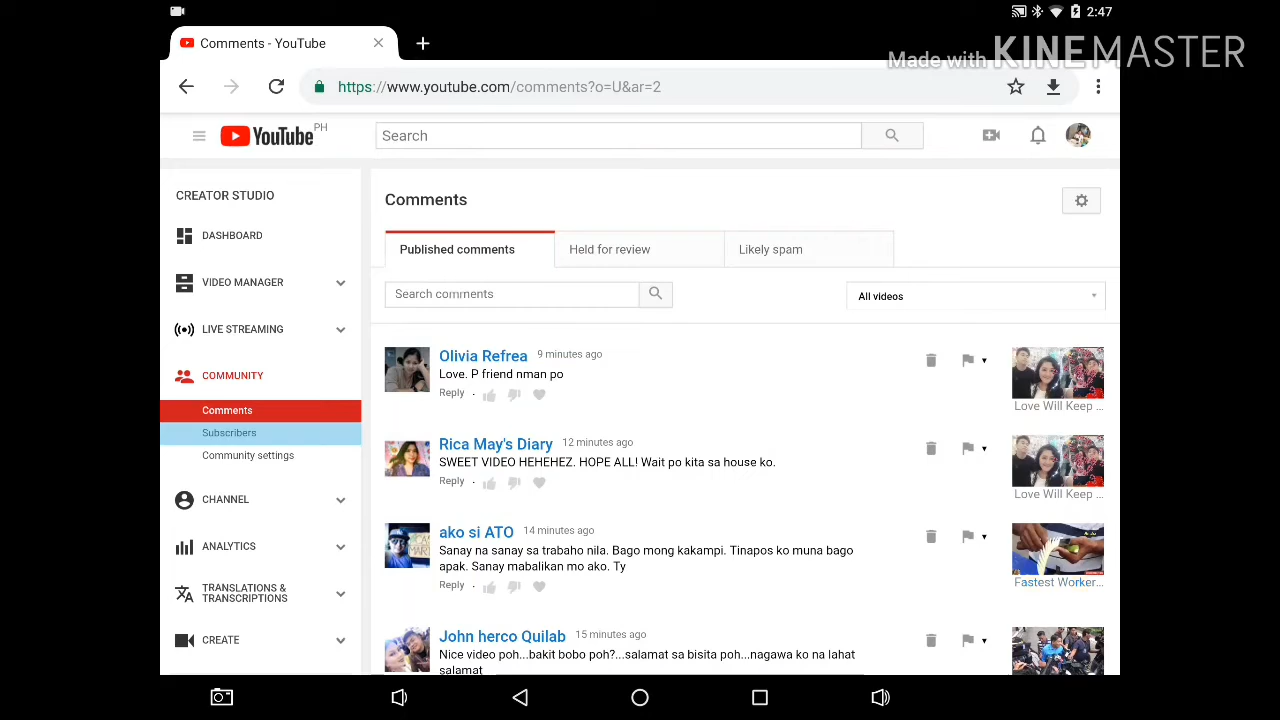 2:47
Comments - YouTube
Made with KINEMASTER
https://www.youtube.com/comments?o=U&ar=2
YouTube PH
Search
CREATOR STUDIO
DASHBOARD
VIDEO MANAGER
LIVE STREAMING
COMMUNITY
Comments
Subscribers
Community settings
CHANNEL
ANALYTICS
TRANSLATIONS &
TRANSCRIPTIONS
CREATE
Comments
Published comments
Held for review
Likely spam
Search comments
All videos
Olivia Refrea 9 minutes ago
Love. P friend nman po
Reply
Love Will Keep ...
Rica May's Diary 12 minutes ago
SWEET VIDEO HEHEHEZ. HOPE ALL! Wait po kita sa house ko.
Reply
Love Will Keep ...
ako si ATO 14 minutes ago
Sanay na sanay sa trabaho nila. Bago mong kakampi. Tinapos ko muna bago
apak. Sanay mabalikan mo ako. Ty
Reply
Fastest Worker...
John herco Quilab 15 minutes ago
Nice video poh...bakit bobo poh?...salamat sa bisita poh...nagawa ko na lahat
salamat